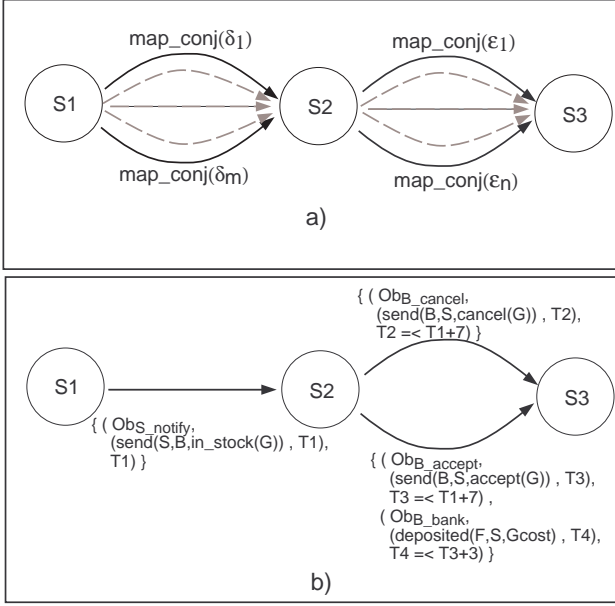 map_conj(δ1)
map_conj(ε1)
S1
S2
S3
map_conj(δm)
map_conj(εn)
a)
{ ( ObB_cancel,
(send(B,S,cancel(G)) , T2),
T2 =< T1+7) }
S1
S2
S3
{ ( ObS_notify,
(send(S,B,in_stock(G)) , T1),
T1) }
{ ( ObB_accept,
(send(B,S,accept(G)) , T3),
T3 =< T1+7) ,
( ObB_bank,
(deposited(F,S,Gcost) , T4),
T4 =< T3+3) }
b)